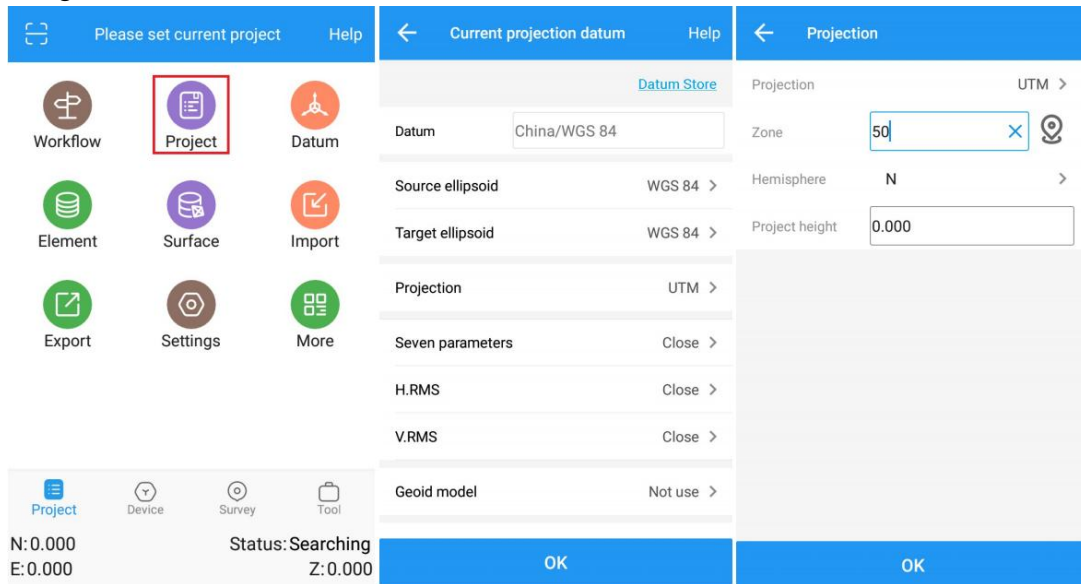 Please set current project Help
Workflow Project Datum
Element Surface Import
Export Settings More
Project Device Survey Tool
N:0.000 Status:Searching
E:0.000 Z:0.000
Current projection datum Help
Datum Store
Datum China/WGS 84
Source ellipsoid WGS 84 >
Target ellipsoid WGS 84 >
Projection UTM >
Seven parameters Close >
H.RMS Close >
V.RMS Close >
Geoid model Not use >
OK
Projection
Projection UTM >
Zone 50
Hemisphere N >
Project height 0.000
OK